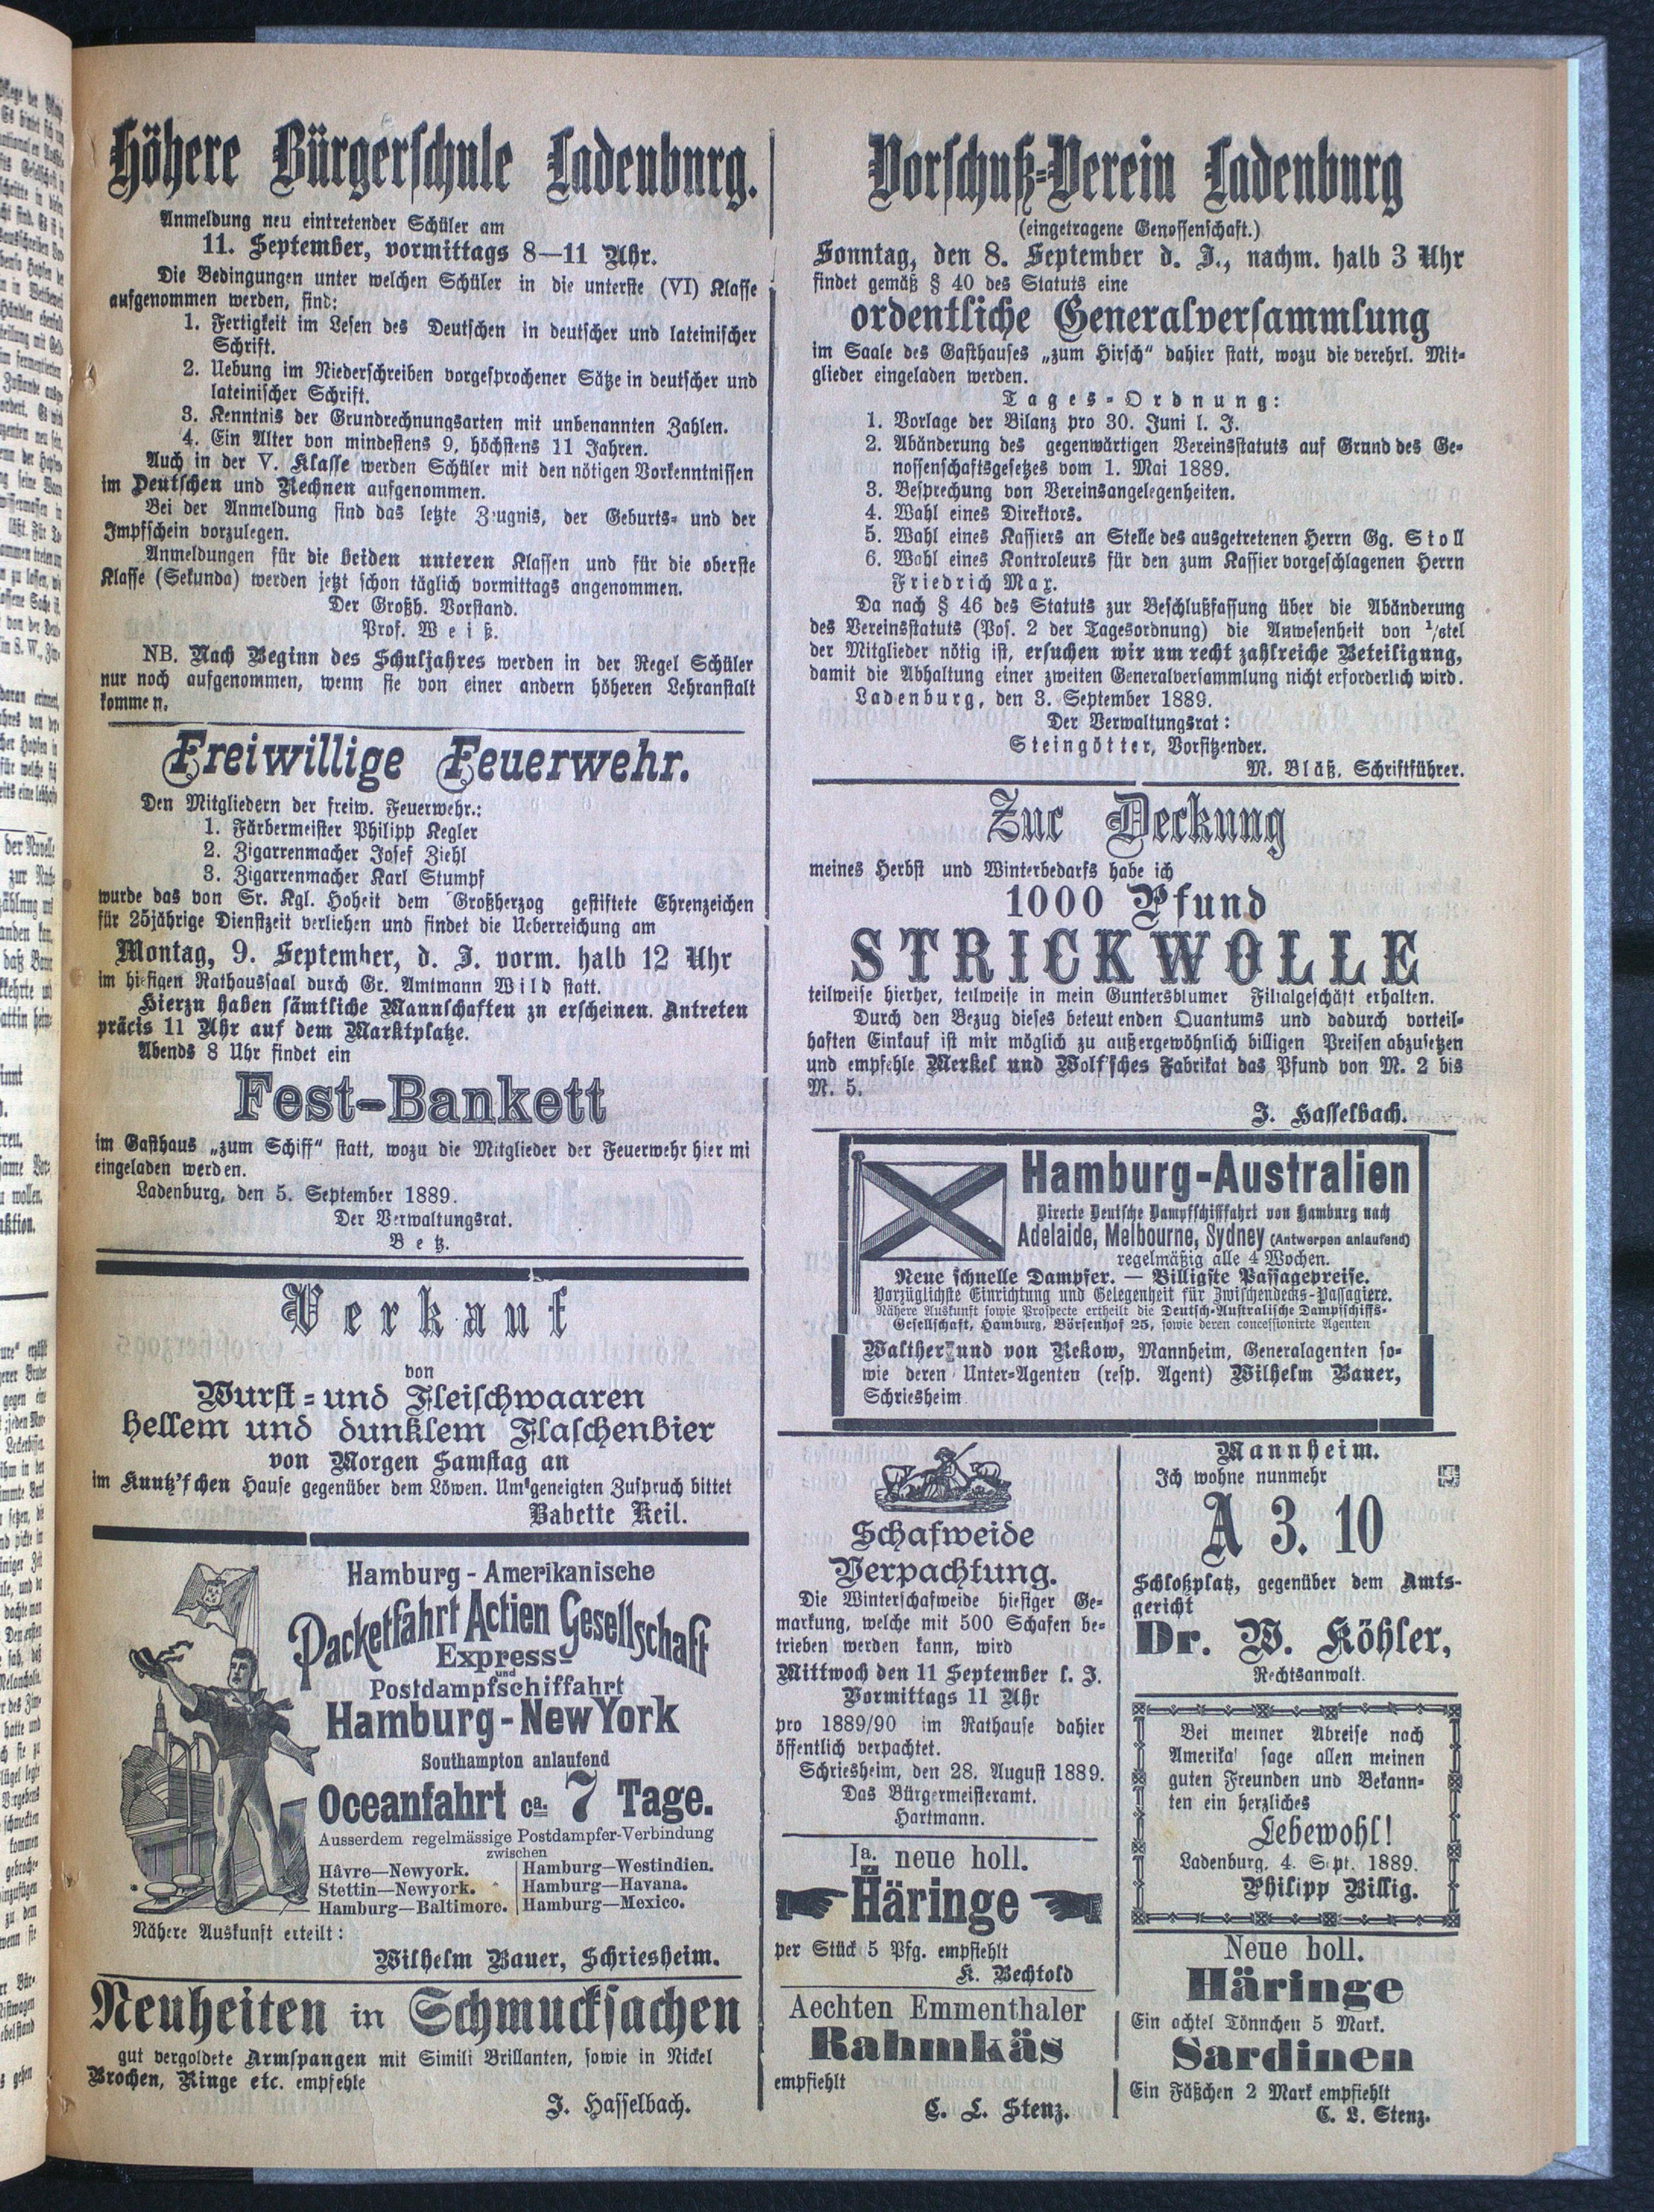 Höhere Bürgerschule Ladenburg.
Anmeldung neu eintretender Schüler am
11. September, vormittags 8—11 Uhr.
Die Bedingungen unter welchen Schüler in die unterste (VI) Klasse
aufgenommen werden, sind:
1. Fertigkeit im Lesen des Deutschen in deutscher und lateinischer
Schrift.
2. Uebung im Niederschreiben vorgesprochener Sätze in deutscher und
lateinischer Schrift.
3. Kenntnis der Grundrechnungsarten mit unbenannten Zahlen.
4. Ein Alter von mindestens 9, höchstens 11 Jahren.
Auch in der V. Klasse werden Schüler mit den nötigen Vorkenntnissen
im Deutschen und Rechnen aufgenommen.
Bei der Anmeldung sind das letzte Zeugnis, der Geburts- und der
Impfschein vorzulegen.
Anmeldungen für die beiden unteren Klassen und für die oberste
Klasse (Sekunda) werden jetzt schon täglich vormittags angenommen.
Der Großh. Vorstand.
Prof. Weiß.
NB. Nach Beginn des Schuljahres werden in der Regel Schüler
nur noch aufgenommen, wenn sie von einer andern höheren Lehranstalt
kommen.
Freiwillige Feuerwehr.
Den Mitgliedern der freiw. Feuerwehr.:
1. Färbermeister Philipp Kegler
2. Zigarrenmacher Josef Ziehl
3. Zigarrenmacher Karl Stumpf
wurde das von Sr. Kgl. Hoheit dem Großherzog gestiftete Ehrenzeichen
für 25jährige Dienstzeit verliehen und findet die Ueberreichung am
Montag, 9. September, d. J. vorm. halb 12 Uhr
im hiesigen Rathaussaal durch Gr. Amtmann Wild statt.
Hierzu haben sämtliche Mannschaften zu erscheinen. Antreten
präcis 11 Uhr auf dem Marktplatze.
Abends 8 Uhr findet ein
Fest-Bankett
im Gasthaus „zum Schiff“ statt, wozu die Mitglieder der Feuerwehr hier mi
eingeladen werden.
Ladenburg, den 5. September 1889.
Der Verwaltungsrat.
Betz.
Verkauf
von
Wurst- und Fleischwaaren
hellem und dunklem Flaschenbier
von Morgen Samstag an
im Kuntz'schen Hause gegenüber dem Löwen. Um geneigten Zuspruch bittet
Babette Keil.
Hamburg-Amerikanische
Packetfahrt Actien Gesellschaft
Express-
und
Postdampfschiffahrt
Hamburg-New York
Southampton anlaufend
Oceanfahrt ca. 7 Tage.
Ausserdem regelmässige Postdampfer-Verbindung
zwischen
Hâvre—Newyork. Hamburg—Westindien.
Stettin—Newyork. Hamburg—Havana.
Hamburg—Baltimore. Hamburg—Mexico.
Nähere Auskunft erteilt:
Wilhelm Bauer, Schriesheim.
Neuheiten in Schmucksachen
gut vergoldete Armspangen mit Simili Brillanten, sowie in Nickel
Brochen, Ringe etc. empfehle
J. Hasselbach.
Vorschuß-Verein Ladenburg
(eingetragene Genossenschaft.)
Sonntag, den 8. September d. J., nachm. halb 3 Uhr
findet gemäß § 40 des Statuts eine
ordentliche Generalversammlung
im Saale des Gasthauses „zum Hirsch“ dahier statt, wozu die verehrl. Mit-
glieder eingeladen werden.
Tages-Ordnung:
1. Vorlage der Bilanz pro 30. Juni l. J.
2. Abänderung des gegenwärtigen Vereinsstatuts auf Grund des Ge-
nossenschaftsgesetzes vom 1. Mai 1889.
3. Besprechung von Vereinsangelegenheiten.
4. Wahl eines Direktors.
5. Wahl eines Kassiers an Stelle des ausgetretenen Herrn Gg. Stoll
6. Wahl eines Kontroleurs für den zum Kassier vorgeschlagenen Herrn
Friedrich Max.
Da nach § 46 des Statuts zur Beschlußfassung über die Abänderung
des Vereinsstatuts (Pos. 2 der Tagesordnung) die Anwesenheit von
der Mitglieder nötig ist, ersuchen wir um recht zahlreiche Beteiligung,
damit die Abhaltung einer zweiten Generalversammlung nicht erforderlich wird.
Ladenburg, den 3. September 1889.
Der Verwaltungsrat:
Steingötter, Vorsitzender.
M. Bläß, Schriftführer.
Zur Deckung
meines Herbst und Winterbedarfs habe ich
1000 Pfund
STRICKWOLLE
teilweise hierher, teilweise in mein Guntersblumer Filialgeschäft erhalten.
Durch den Bezug dieses beteutenden Quantums und dadurch vorteil-
haften Einkauf ist mir möglich zu außergewöhnlich billigen Preisen abzusetzen
und empfehle Merkel und Wolf'sches Fabrikat das Pfund von M. 2 bis
M. 5.
J. Hasselbach.
Hamburg-Australien
Directe Deutsche Dampfschifffahrt von Hamburg nach
Adelaide, Melbourne, Sydney (Antwerpen anlaufend)
regelmäßig alle 4 Wochen.
Neue schnelle Dampfer. — Billigste Passagepreise.
Vorzüglichste Einrichtung und Gelegenheit für Zwischendecks-Passagiere.
Nähere Auskunft sowie Prospecte ertheilt die Deutsch-Australische Dampfschiffs-
Gesellschaft, Hamburg, Börsenhof 25, sowie deren concessionirte Agenten
Walther und von Rekow, Mannheim, Generalagenten so-
wie deren Unter-Agenten (resp. Agent) Wilhelm Bauer,
Schriesheim
Schafweide
Verpachtung.
Die Winterschafweide hiesiger Ge-
markung, welche mit 500 Schafen be-
trieben werden kann, wird
Mittwoch den 11 September l. J.
Vormittags 11 Uhr
pro 1889/90 im Rathause dahier
öffentlich verpachtet.
Schriesheim, den 28. August 1889.
Das Bürgermeisteramt.
Hartmann.
Ia. neue holl.
Häringe
per Stück 5 Pfg. empfiehlt
K. Bechtold
Aechten Emmenthaler
Rahmkäs
empfiehlt
C. L. Stenz.
Mannheim.
Ich wohne nunmehr
A 3. 10
Schloßplatz, gegenüber dem Amts-
gericht
Dr. W. Köhler,
Rechtsanwalt.
Bei meiner Abreise nach
Amerika sage allen meinen
guten Freunden und Bekann-
ten ein herzliches
Lebewohl!
Ladenburg, 4. Sept. 1889.
Philipp Billig.
Neue holl.
Häringe
Ein achtel Tönnchen 5 Mark.
Sardinen
Ein Fäßchen 2 Mark empfiehlt
C. L. Stenz.